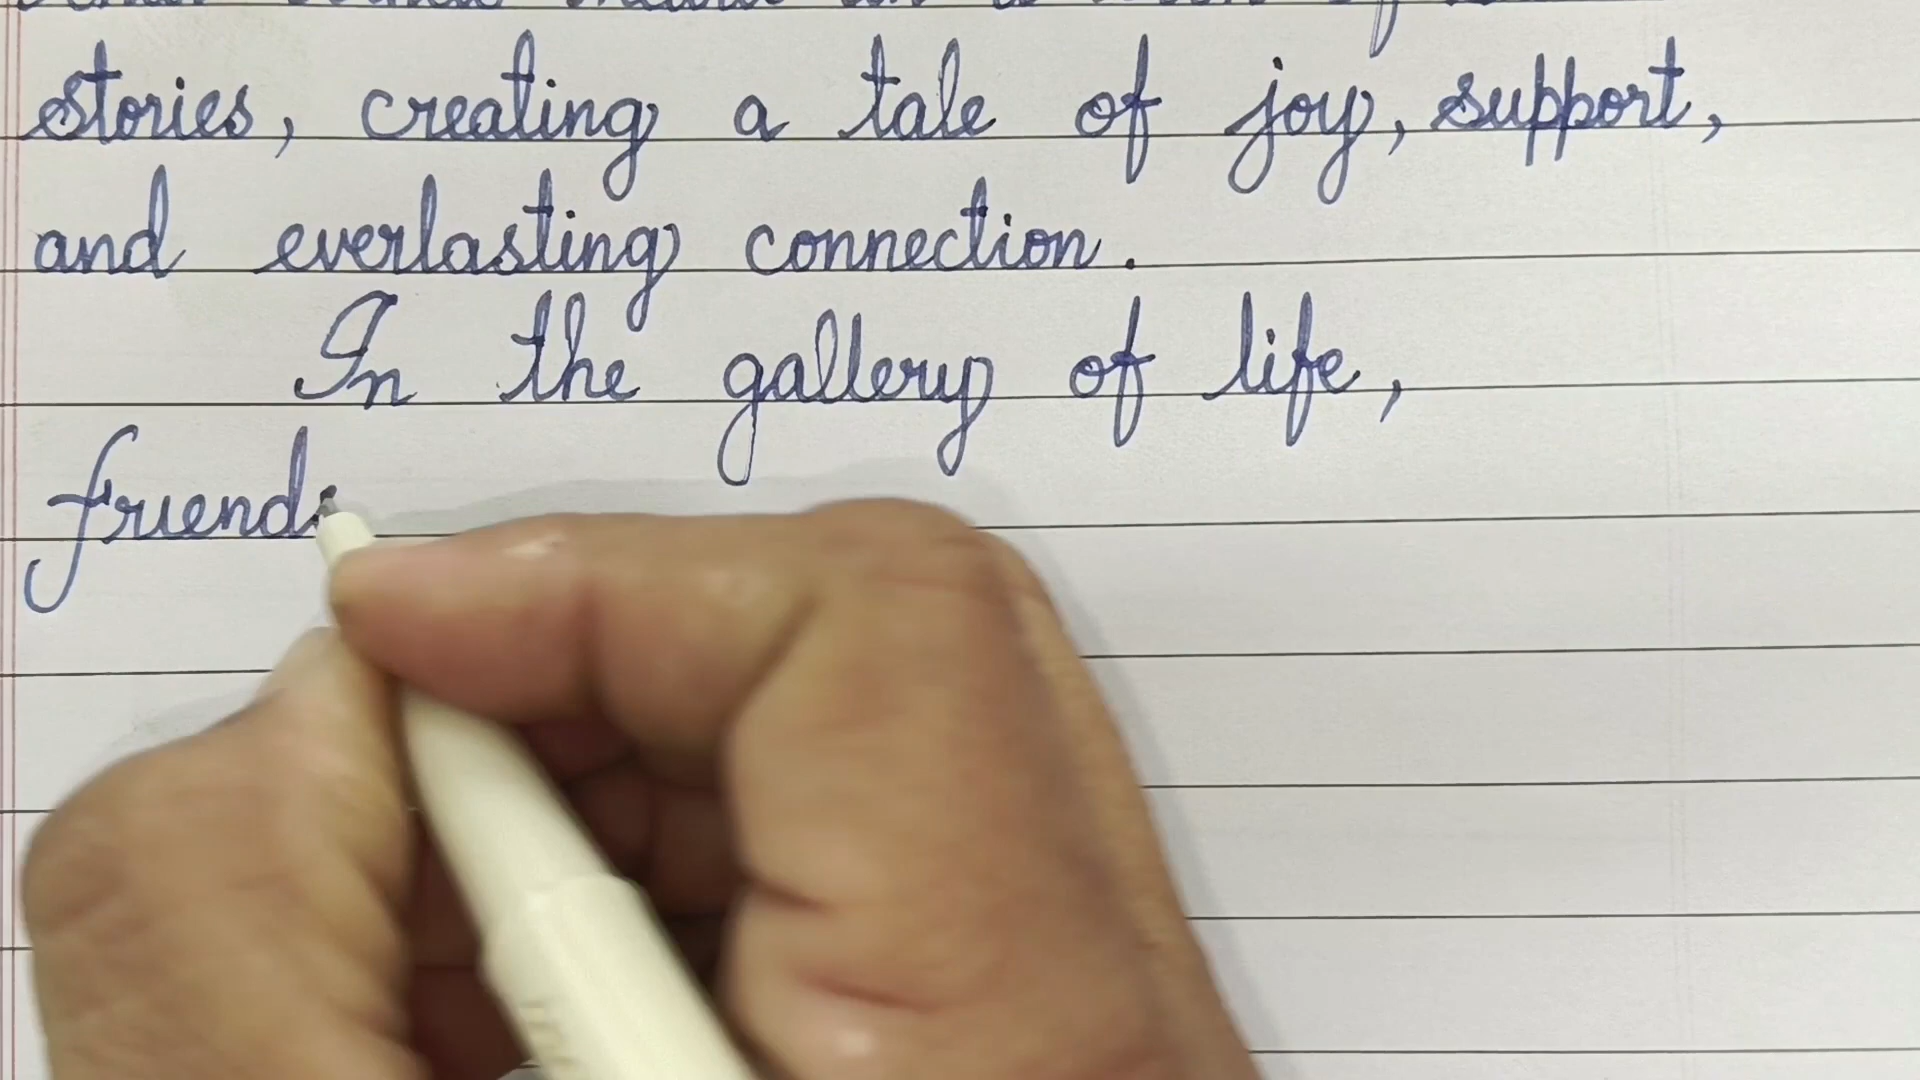 stories, creating a tale of joy, support,
and everlasting connection.
In the gallery of life,
friends